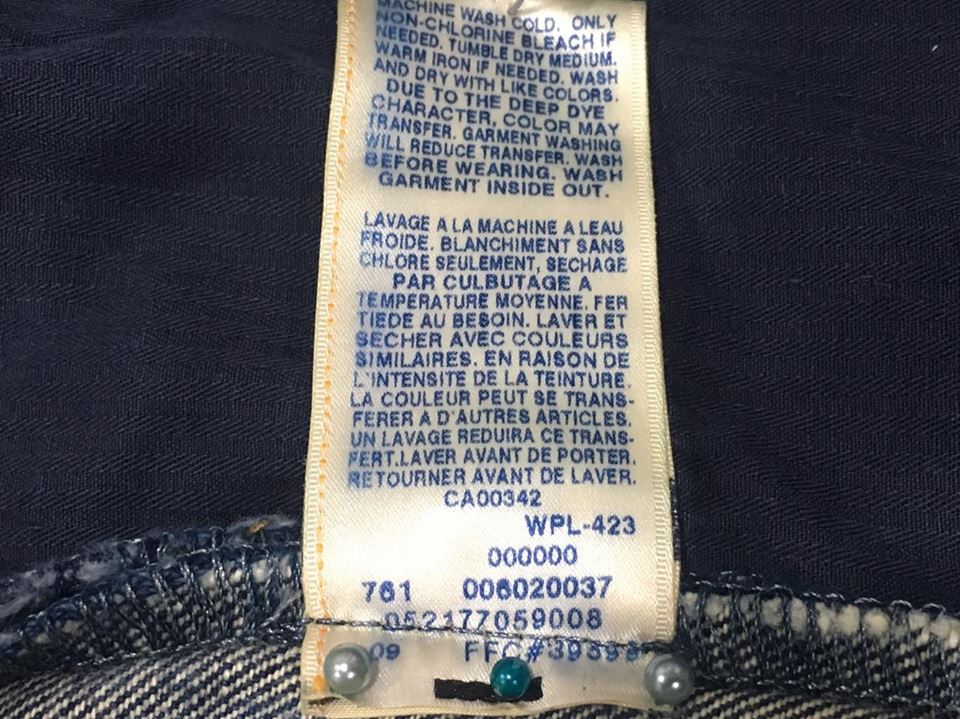 MACHINE WASH COLD. ONLY
NON-CHLORINE BLEACH IF
NEEDED. TUMBLE DRY MEDIUM.
WARM IRON IF NEEDED. WASH
AND DRY WITH LIKE COLORS.
DUE TO THE DEEP DYE
CHARACTER, COLOR MAY
TRANSFER. GARMENT WASHING
WILL REDUCE TRANSFER. WASH
BEFORE WEARING. WASH
GARMENT INSIDE OUT.
LAVAGE A LA MACHINE A LEAU
FROIDE. BLANCHIMENT SANS
CHLORE SEULEMENT, SECHAGE
PAR CULBUTAGE A
TEMPERATURE MOYENNE. FER
TIEDE AU BESOIN. LAVER ET
SECHER AVEC COULEURS
SIMILAIRES. EN RAISON DE
L'INTENSITE DE LA TEINTURE.
LA COULEUR PEUT SE TRANS-
FERER A D'AUTRES ARTICLES.
UN LAVAGE REDUIRA CE TRANS-
FERT.LAVER AVANT DE PORTER.
RETOURNER AVANT DE LAVER.
CA00342
WPL-423
000000
761 006020037
052177059008
09